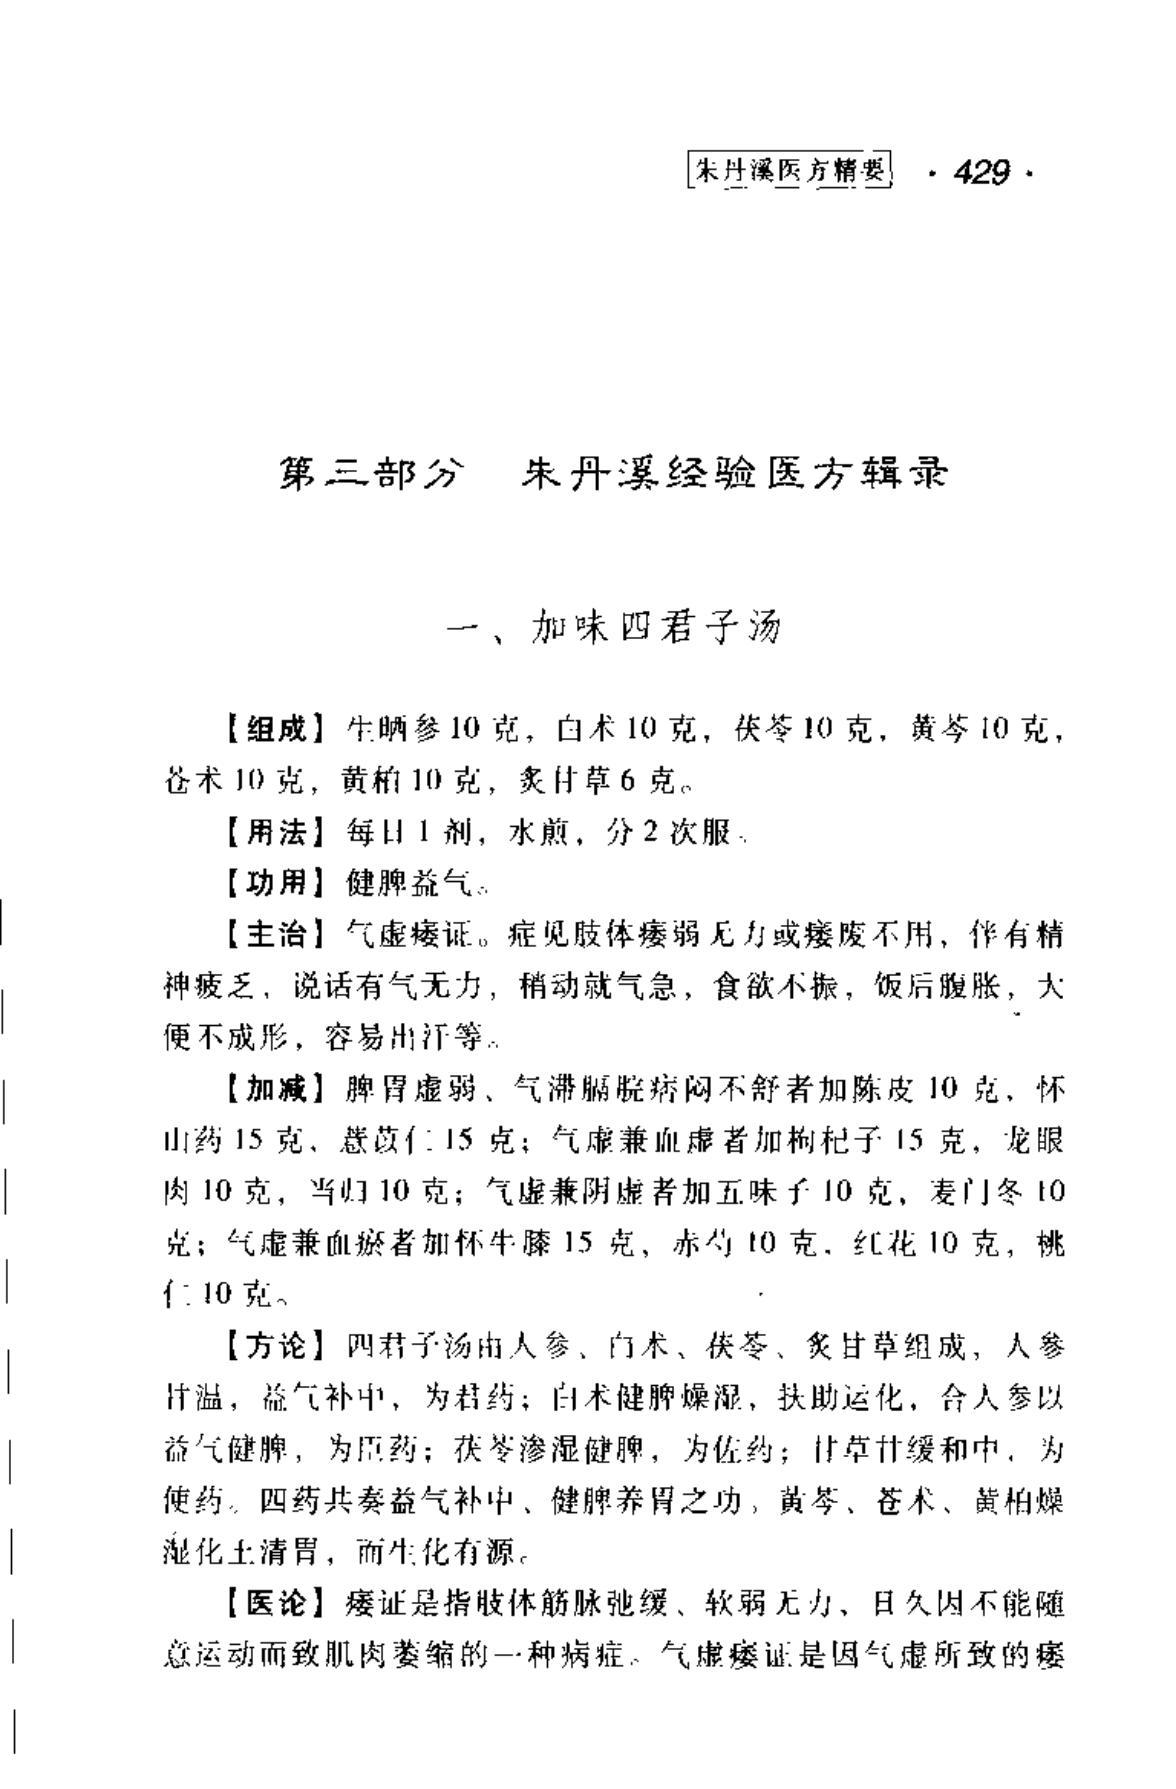 朱丹溪医方精要 · 429 ·
第三部分 朱丹溪经验医方辑录
一、加味四君子汤
【组成】 生晒参 10 克，白术 10 克，茯苓 10 克，黄芩 10 克，
苍术 10 克，黄柏 10 克，炙甘草 6 克。
【用法】 每日 1 剂，水煎，分 2 次服。
【功用】 健脾益气。
【主治】 气虚痿证。症见肢体痿弱无力或痿废不用，伴有精
神疲乏，说话有气无力，稍动就气急，食欲不振，饭后腹胀，大
便不成形，容易出汗等。
【加减】 脾胃虚弱、气滞膈脘痞闷不舒者加陈皮 10 克，怀
山药 15 克，薏苡仁 15 克；气虚兼血虚者加枸杞子 15 克，龙眼
肉 10 克，当归 10 克；气虚兼阴虚者加五味子 10 克，麦门冬 10
克；气虚兼血瘀者加怀牛膝 15 克，赤芍 10 克，红花 10 克，桃
仁 10 克。
【方论】 四君子汤由人参、白术、茯苓、炙甘草组成，人参
甘温，益气补中，为君药；白术健脾燥湿，扶助运化，合人参以
益气健脾，为臣药；茯苓渗湿健脾，为佐药；甘草甘缓和中，为
使药。四药共奏益气补中、健脾养胃之功，黄芩、苍术、黄柏燥
湿化土清胃，而生化有源。
【医论】 痿证是指肢体筋脉弛缓、软弱无力，日久因不能随
意运动而致肌肉萎缩的一种病症。气虚痿证是因气虚所致的痿